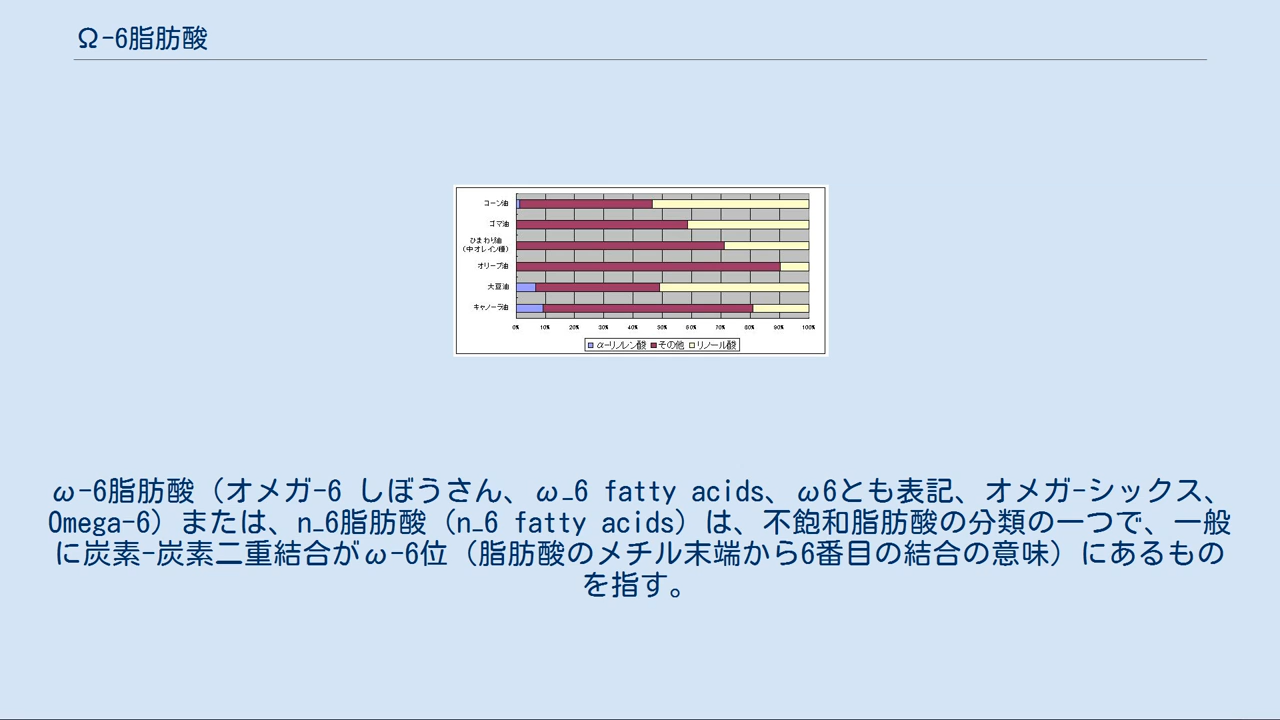 Ω-6脂肪酸
コーン油
ゴマ油
ひまわり油
(中オレイン種)
オリーブ油
大豆油
キャノーラ油
0% 10% 20% 30% 40% 50% 60% 70% 80% 90% 100%
α-リノレン酸 その他 リノール酸
ω-6脂肪酸（オメガ-6 しぼうさん、ω_6 fatty acids、ω6とも表記、オメガ-シックス、
Omega-6）または、n_6脂肪酸（n_6 fatty acids）は、不飽和脂肪酸の分類の一つで、一般
に炭素-炭素二重結合がω-6位（脂肪酸のメチル末端から6番目の結合の意味）にあるもの
を指す。